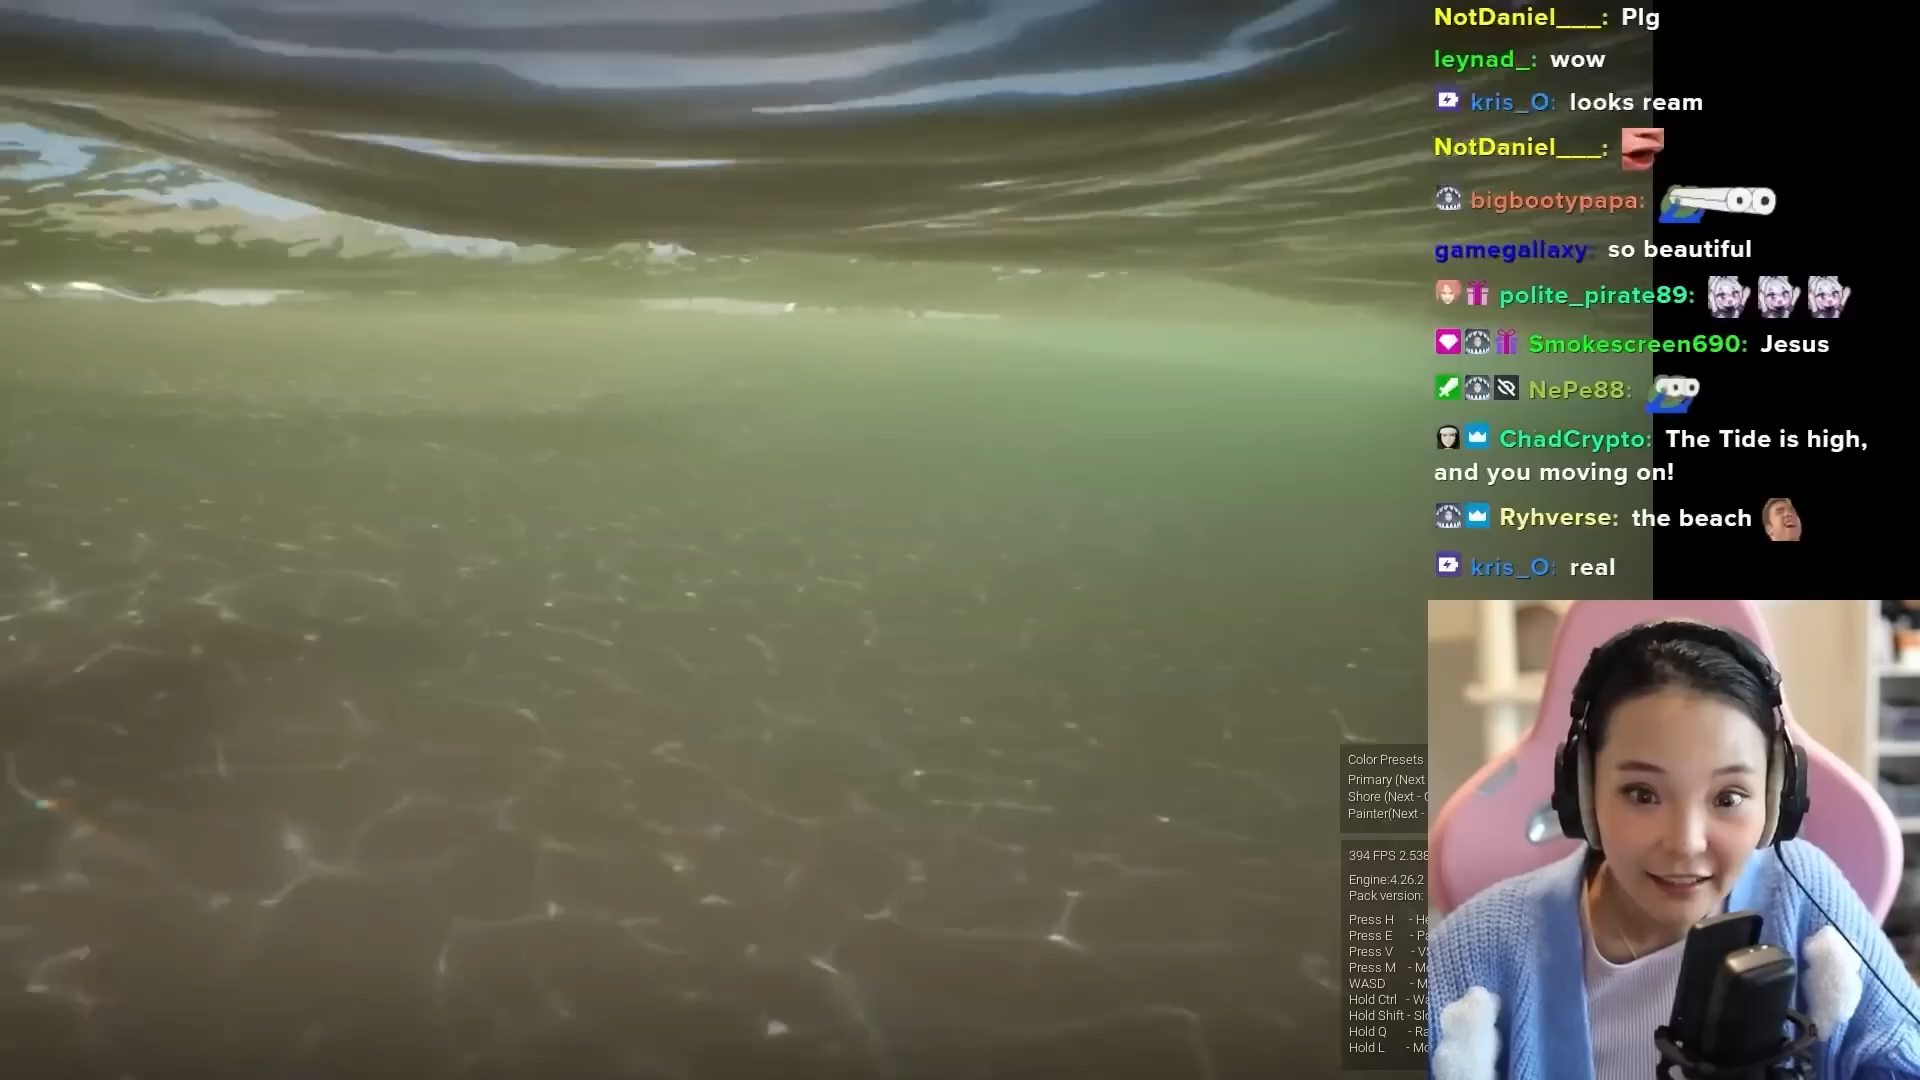 NotDaniel___: Plg
leynad_: wow
kris_O: looks ream
NotDaniel___:
bigbootypapa:
gamegallaxy: so beautiful
polite_pirate89:
Smokescreen690: Jesus
NePe88:
ChadCrypto: The Tide is high,
and you moving on!
Ryhverse: the beach
kris_O: real
Color Presets
Primary (Next
Shore (Next -
Painter(Next -
394 FPS 2.538
Engine:4.26.2
Pack version:
Press H -
Press E -
Press V -
Press M -
WASD -
Hold Ctrl -
Hold Shift -
Hold Q -
Hold L -